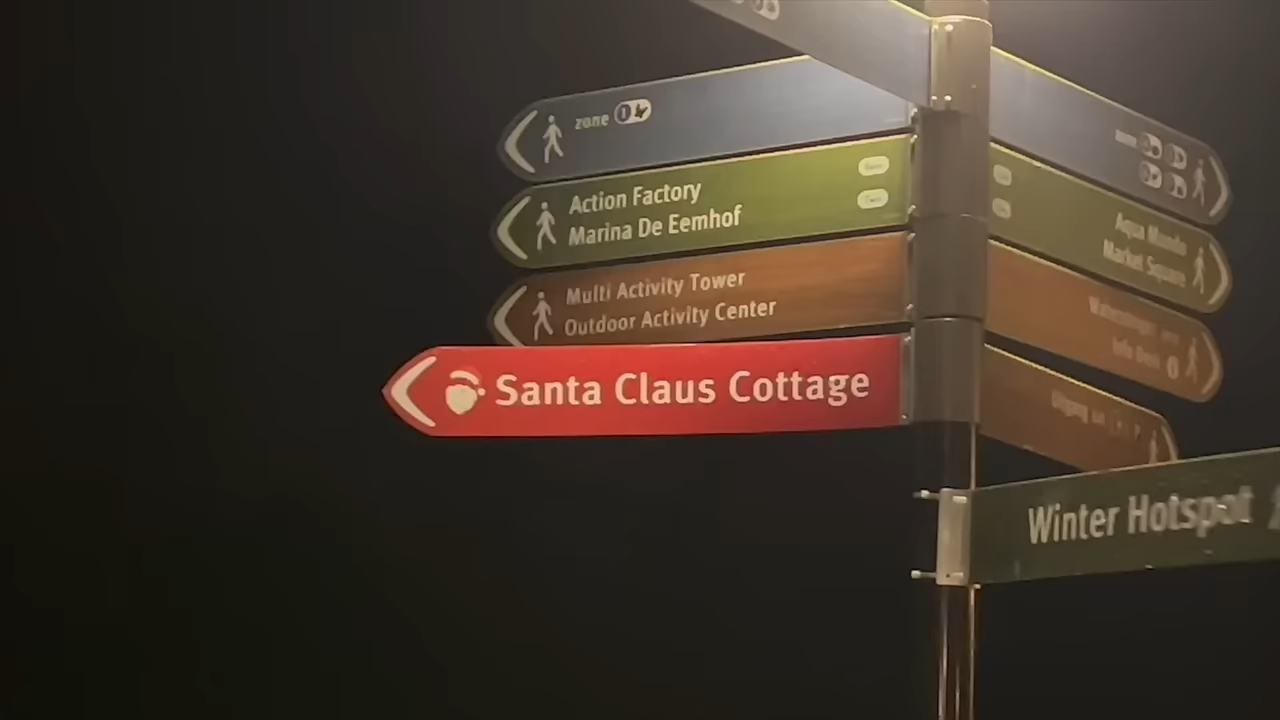 zone
Action Factory
Marina De Eemhof
Multi Activity Tower
Outdoor Activity Center
Santa Claus Cottage
Aqua Mundo
Market Square
Info Desk
Winter Hotspot